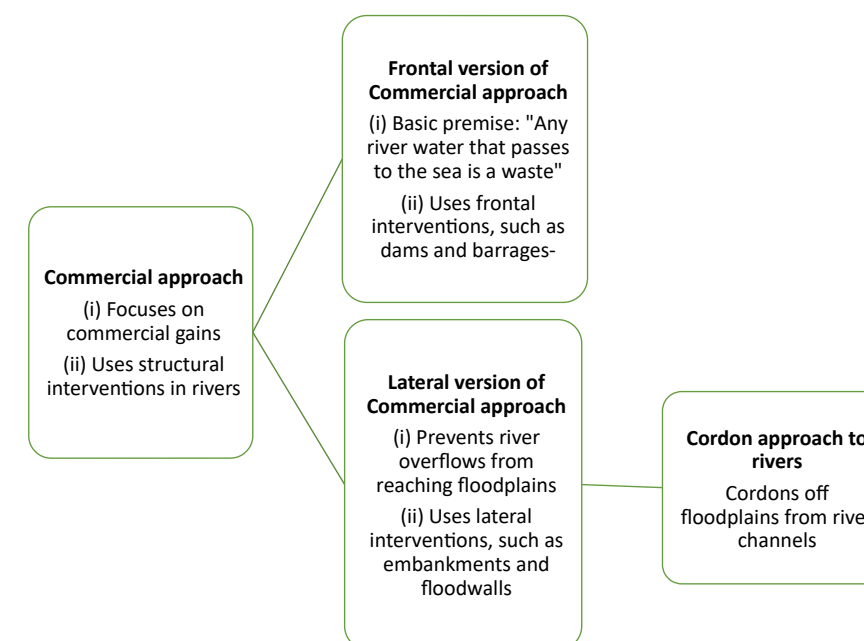 Commercial approach
(i) Focuses on
commercial gains
(ii) Uses structural
interventions in rivers
Frontal version of
Commercial approach
(i) Basic premise: "Any
river water that passes
to the sea is a waste"
(ii) Uses frontal
interventions, such as
dams and barrages-
Lateral version of
Commercial approach
(i) Prevents river
overflows from
reaching floodplains
(ii) Uses lateral
interventions, such as
embankments and
floodwalls
Cordon approach to
rivers
Cordons off
floodplains from rive
channels